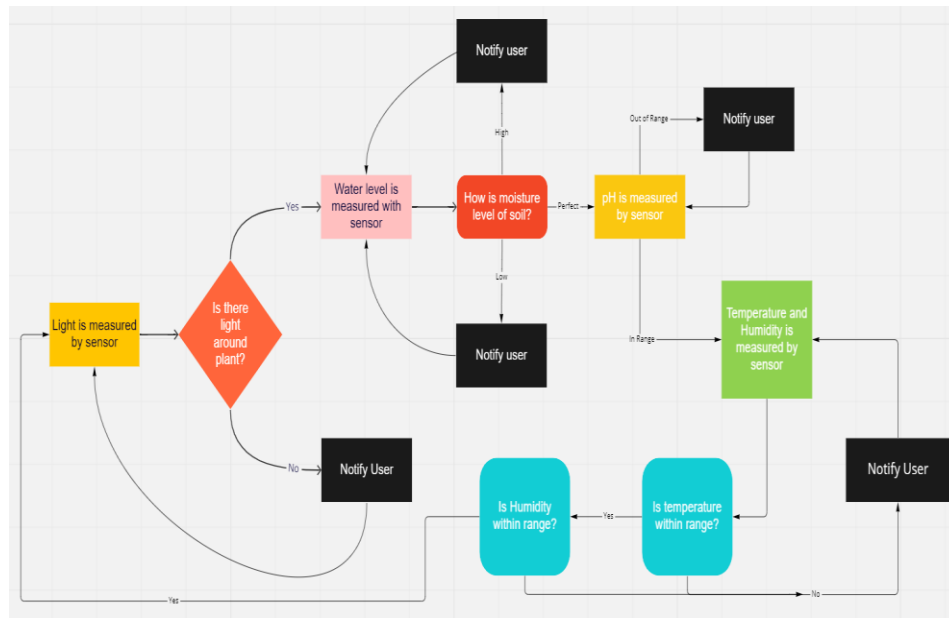 Notify user
High
Out of Range
Notify user
Yes
Water level is
measured with
sensor
How is moisture
level of soil?
Perfect
pH is measured
by sensor
Low
Is there
light
around
plant?
Light is measured
by sensor
Notify user
In Range
Temperature and
Humidity is
measured by
sensor
No
Notify User
Is Humidity
within range?
Yes
Is temperature
within range?
Notify User
Yes
No